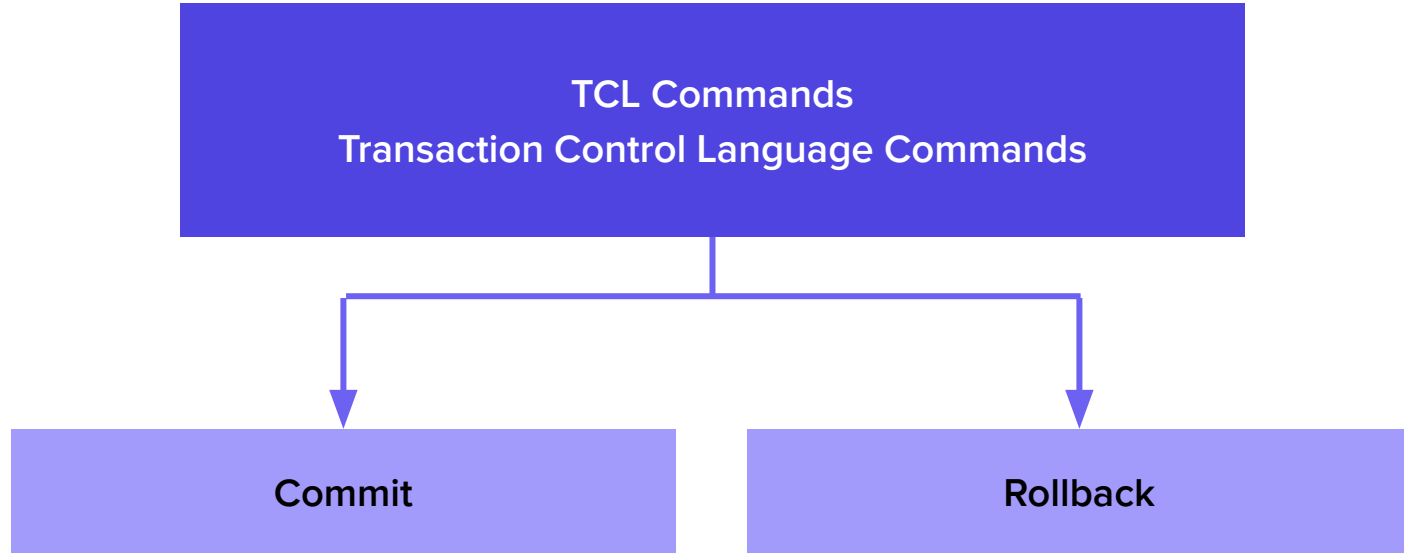 TCL Commands
Transaction Control Language Commands
Commit
Rollback